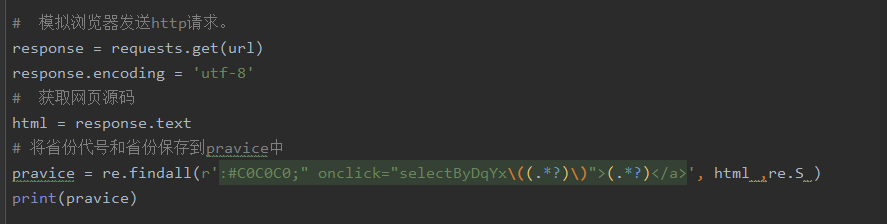 #  模拟浏览器发送http请求。
response = requests.get(url)
response.encoding = 'utf-8'
#  获取网页源码
html = response.text
# 将省份代号和省份保存到pravice中
pravice = re.findall(r':#C0C0C0;" onclick="selectByDqYx\((.*?)\)">(.*?)</a>', html ,re.S )
print(pravice)